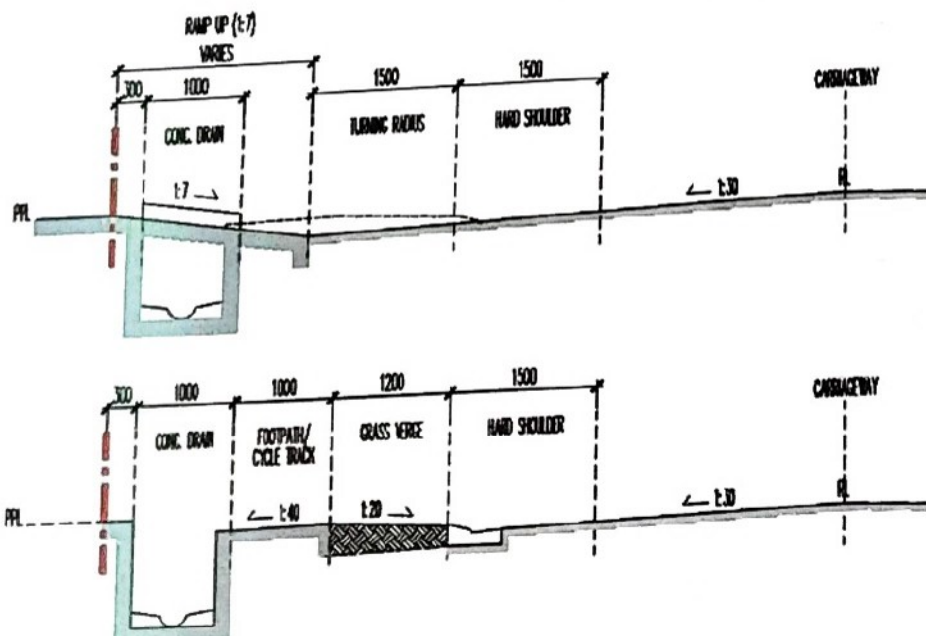 RAMP UP (1:7)
VARIES
300 1000 1500 1500
CARRIAGEWAY
CONC. DRAIN TURNING RADIUS HARD SHOULDER
1:7
1:30
RL
PPL
300 1000 1000 1200 1500
CARRIAGEWAY
CONC. DRAIN FOOTPATH/ GRASS VERGE HARD SHOULDER
CYCLE TRACK
1:40 1:20 1:30
RL
PPL